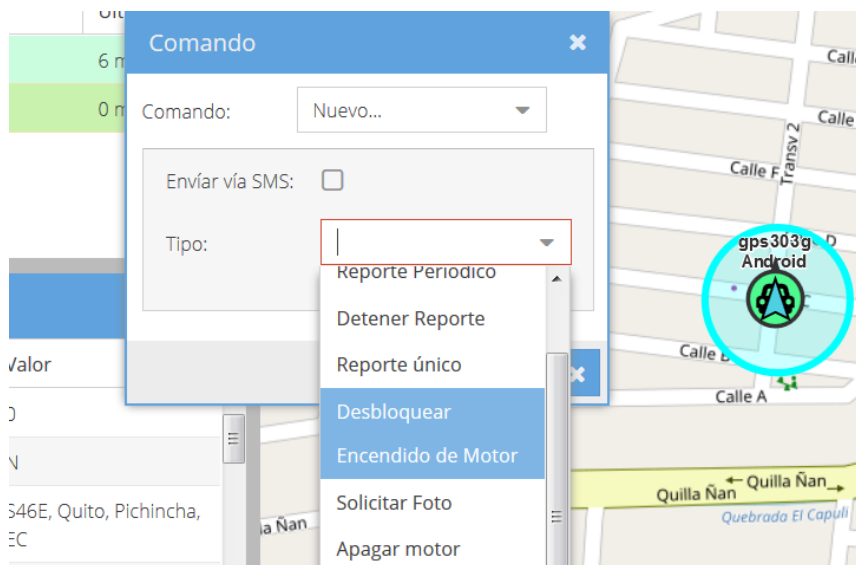 Comando
6 m
0 m
Comando:
Nuevo...
Envíar vía SMS:
Tipo:
Reporte Periódico
Detener Reporte
Reporte único
Desbloquear
Encendido de Motor
Solicitar Foto
Apagar motor
Valor
0
N
S46E, Quito, Pichincha,
EC
Calle
Transv 2
Calle F
gps303g
D
Android
C
Calle
Calle A
Quilla Ñan
Quilla Ñan
Quebrada El Capulí
Ñan